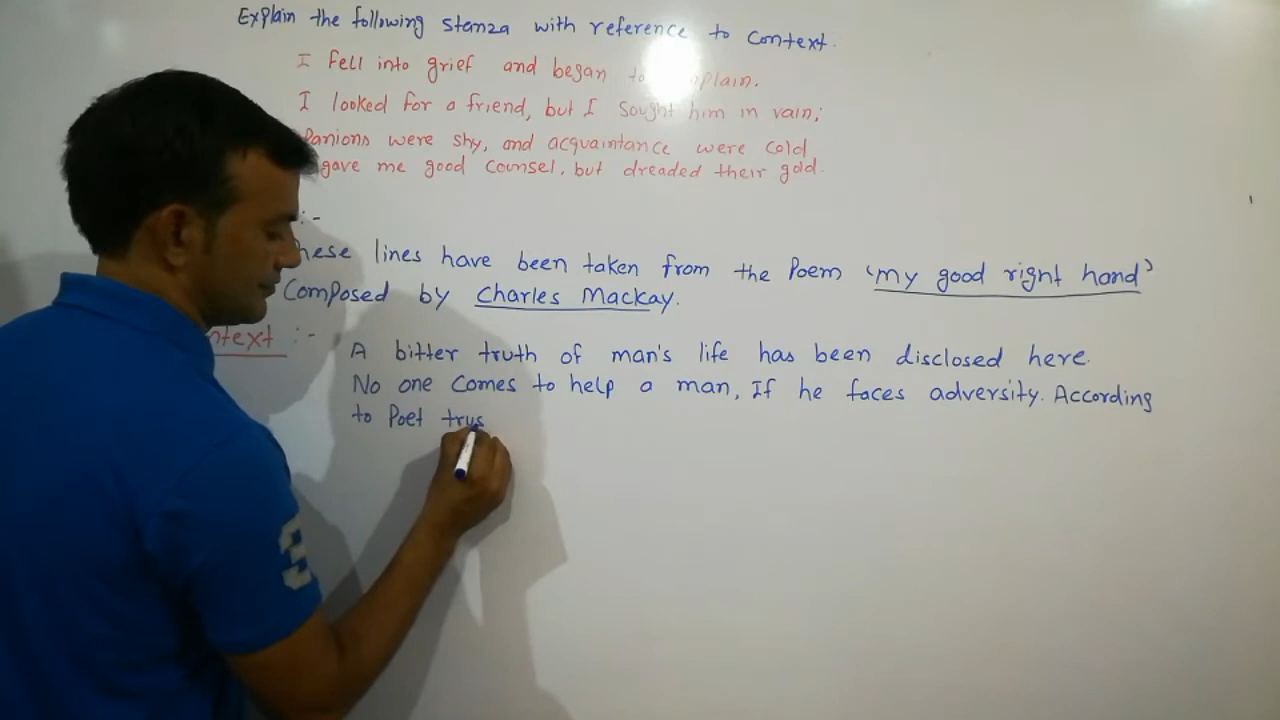 Explain the following stanza with reference to context.
I fell into grief and began to plain.
I looked for a friend, but I sought him in vain;
Panions were shy, and acquaintance were cold
gave me good counsel, but dreaded their gold.
:-
hese lines have been taken from the Poem 'my good right hand'
Composed by Charles Mackay.
ntext :-
A bitter truth of man's life has been disclosed here.
No one comes to help a man, If he faces adversity. According
to Poet trus
3